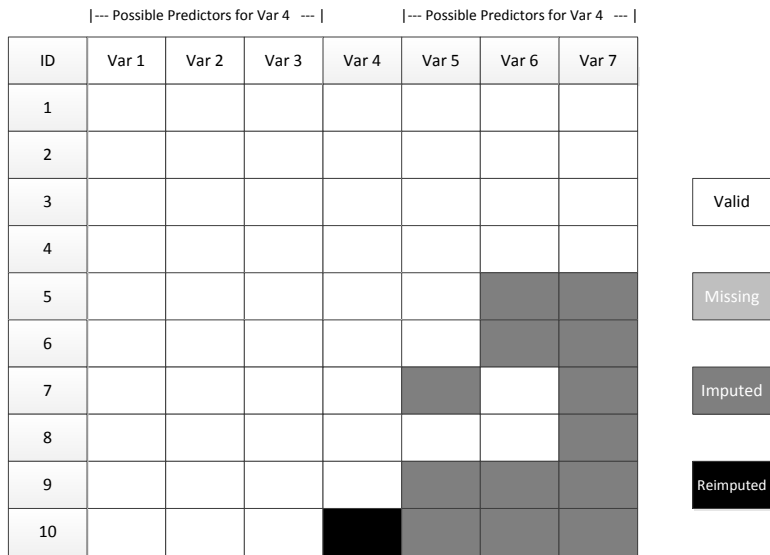 |--- Possible Predictors for Var 4 --- | |--- Possible Predictors for Var 4 --- |
ID Var 1 Var 2 Var 3 Var 4 Var 5 Var 6 Var 7
1
2
3
Valid
4
5
Missing
6
7
Imputed
8
9
Reimputed
10